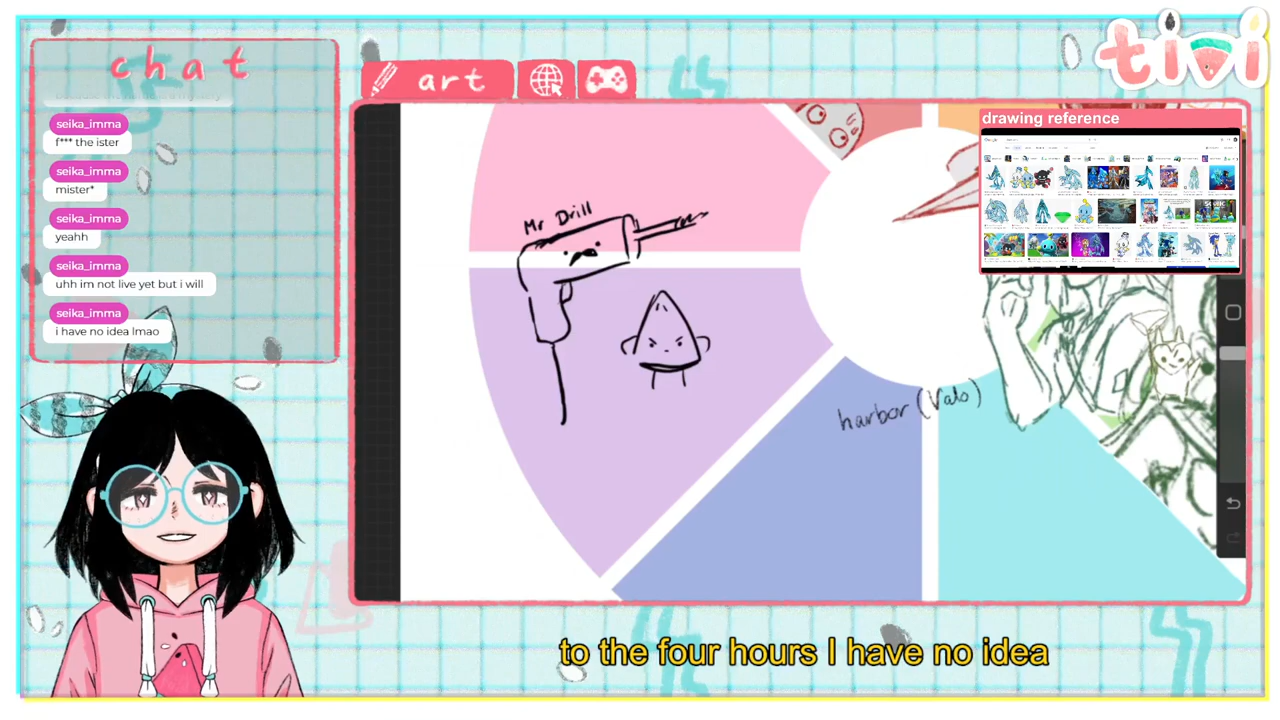 chat
seika_imma
f*** the ister
seika_imma
mister*
seika_imma
yeahh
seika_imma
uhh im not live yet but i will
seika_imma
i have no idea lmao
art
tivi
drawing reference
Mr Drill
harbor (Valo)
to the four hours I have no idea